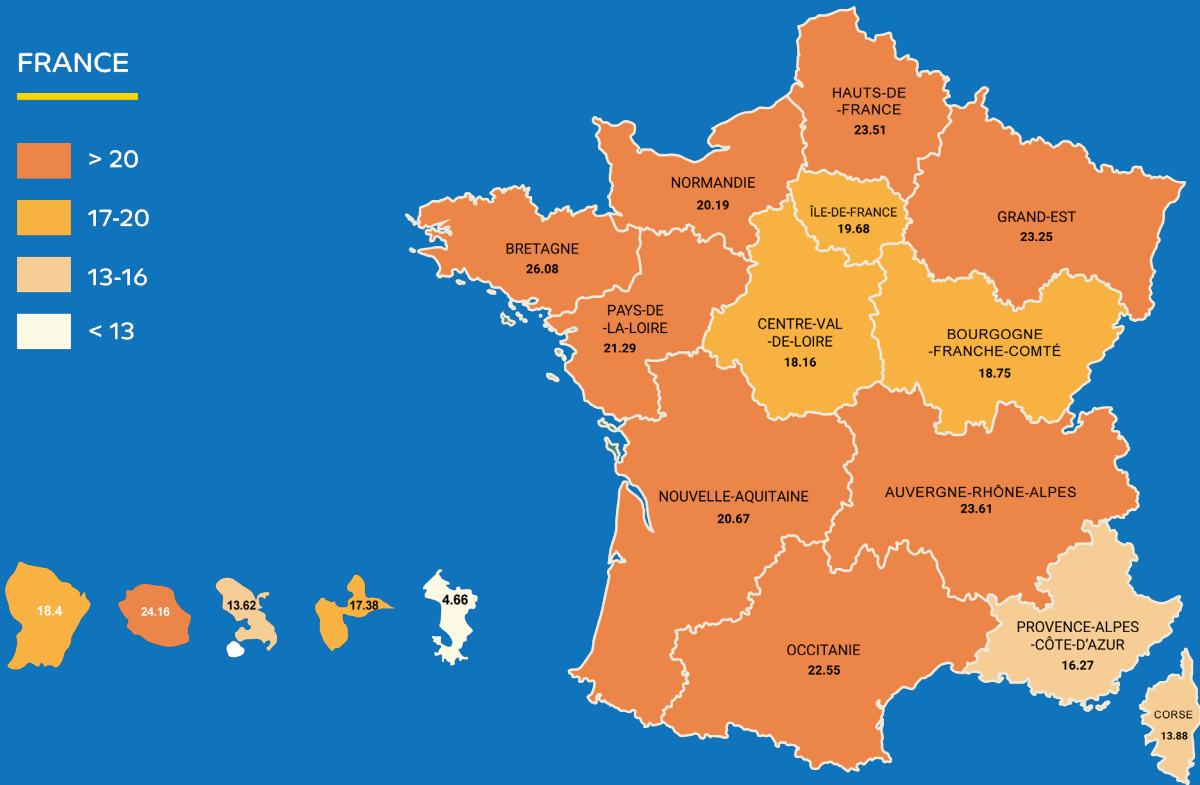 FRANCE
> 20
17-20
13-16
< 13
HAUTS-DE
-FRANCE
23.51
NORMANDIE
20.19
ÎLE-DE-FRANCE
19.68
GRAND-EST
23.25
BRETAGNE
26.08
PAYS-DE
-LA-LOIRE
21.29
CENTRE-VAL
-DE-LOIRE
18.16
BOURGOGNE
-FRANCHE-COMTÉ
18.75
NOUVELLE-AQUITAINE
20.67
AUVERGNE-RHÔNE-ALPES
23.61
18.4
24.16
13.62
17.38
4.66
OCCITANIE
22.55
PROVENCE-ALPES
-CÔTE-D'AZUR
16.27
CORSE
13.88